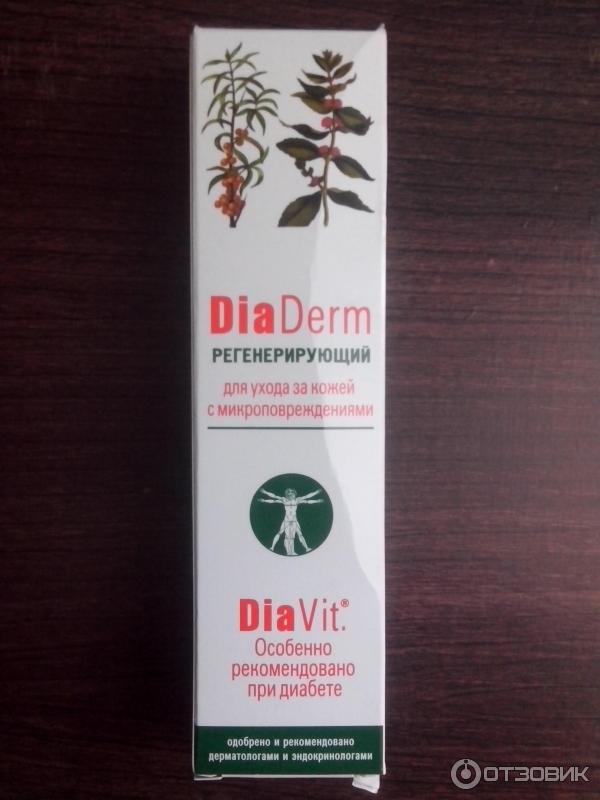 DiaDerm
РЕГЕНЕРИРУЮЩИЙ
для ухода за кожей
с микроповреждениями
DiaVit.®
Особенно
рекомендовано
при диабете
одобрено и рекомендовано
дерматологами и эндокринологами
ОТЗОВИК